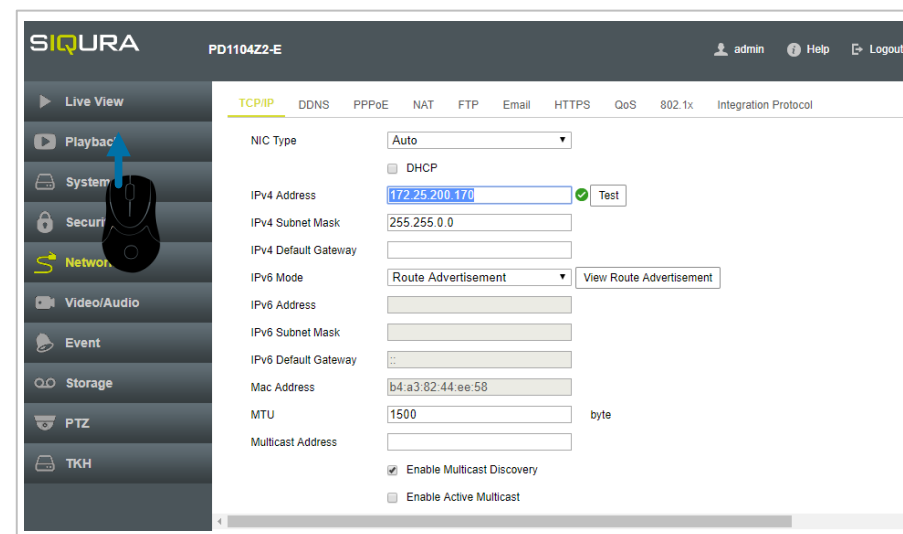 SIQURA
PD1104Z2-E
admin Help Logout
Live View
Playback
System
Network
Video/Audio
Event
Storage
PTZ
TKH
TCP/IP DDNS PPPoE NAT FTP Email HTTPS QoS 802.1x Integration Protocol
NIC Type Auto
DHCP
IPv4 Address 172.25.200.170 Test
IPv4 Subnet Mask 255.255.0.0
IPv4 Default Gateway
IPv6 Mode Route Advertisement View Route Advertisement
IPv6 Address
IPv6 Subnet Mask
IPv6 Default Gateway ::
Mac Address b4:a3:82:44:ee:58
MTU 1500 byte
Multicast Address
Enable Multicast Discovery
Enable Active Multicast